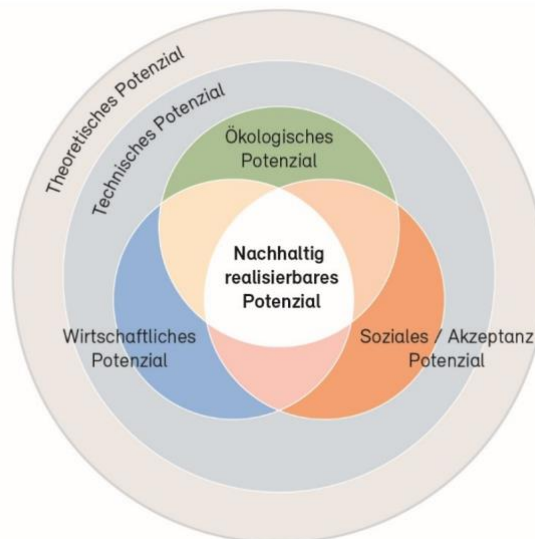 Theoretisches Potenzial
Technisches Potenzial
Ökologisches
Potenzial
Nachhaltig
realisierbares
Potenzial
Wirtschaftliches
Potenzial
Soziales / Akzeptanz
Potenzial